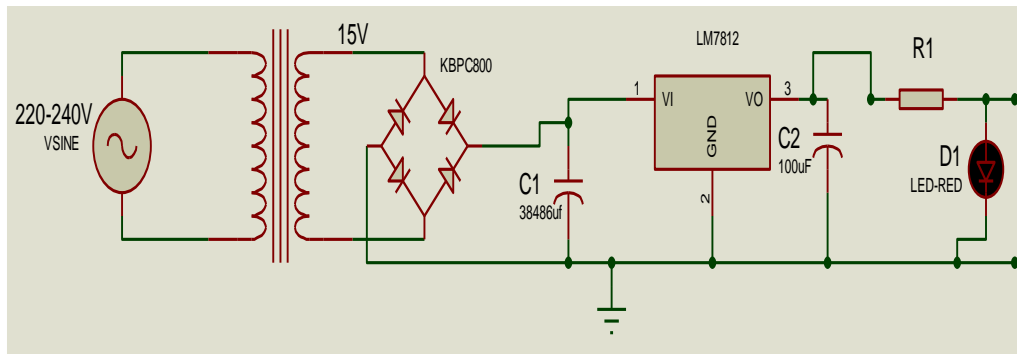 220-240V
VSINE
15V
KBPC800
C1
38486uf
LM7812
1
VI
VO
3
GND
2
C2
100uF
R1
D1
LED-RED